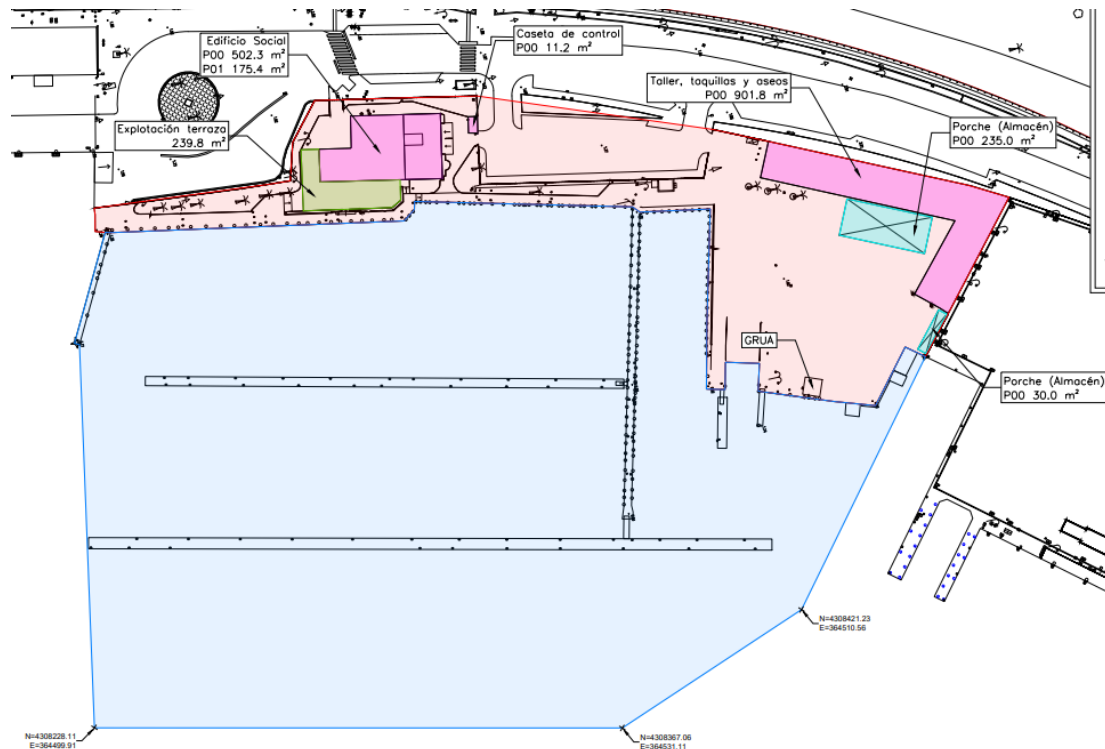 Edificio Social
P00 502.3 m²
P01 175.4 m²
Caseta de control
P00 11.2 m²
Taller, taquillas y aseos
P00 901.8 m²
Explotación terraza
239.8 m²
Porche (Almacén)
P00 235.0 m²
GRUA
Porche (Almacén)
P00 30.0 m²
N=4308421.23
E=364510.56
N=4308228.11
E=364499.91
N=4308367.06
E=364531.11